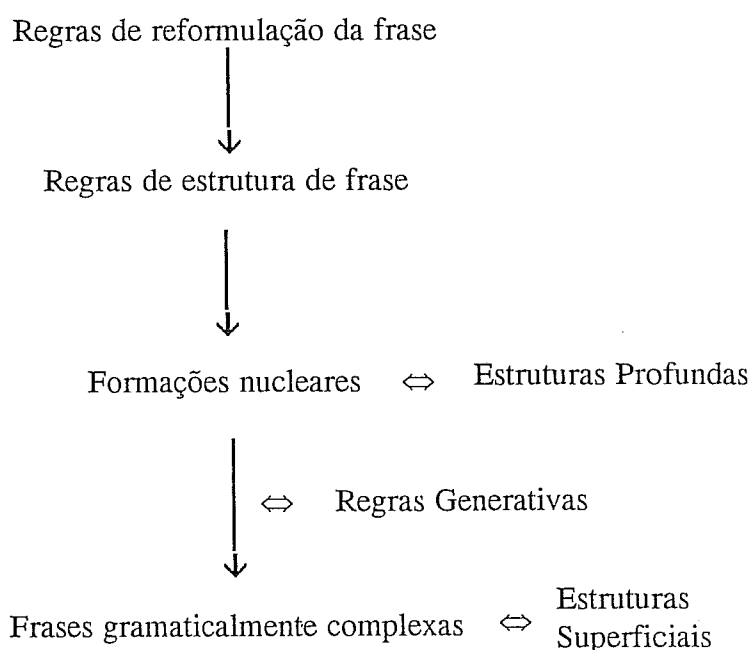 Regras de reformulação da frase
Regras de estrutura de frase
Formações nucleares ⇔ Estruturas Profundas
⇔ Regras Generativas
Frases gramaticalmente complexas ⇔ Estruturas
Superficiais